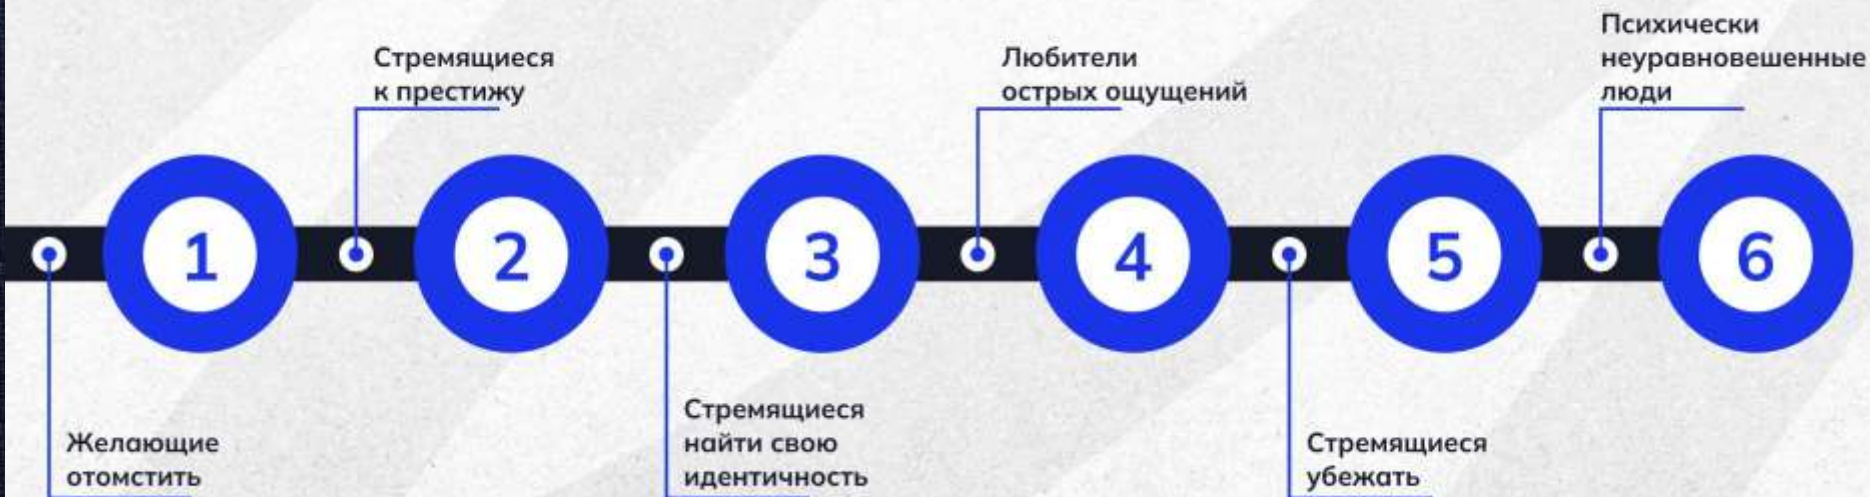 Желающие
отомстить
1
Стремящиеся
к престижу
2
Стремящиеся
найти свою
идентичность
3
Любители
острых ощущений
4
Стремящиеся
убежать
5
Психически
неуравновешенные
люди
6